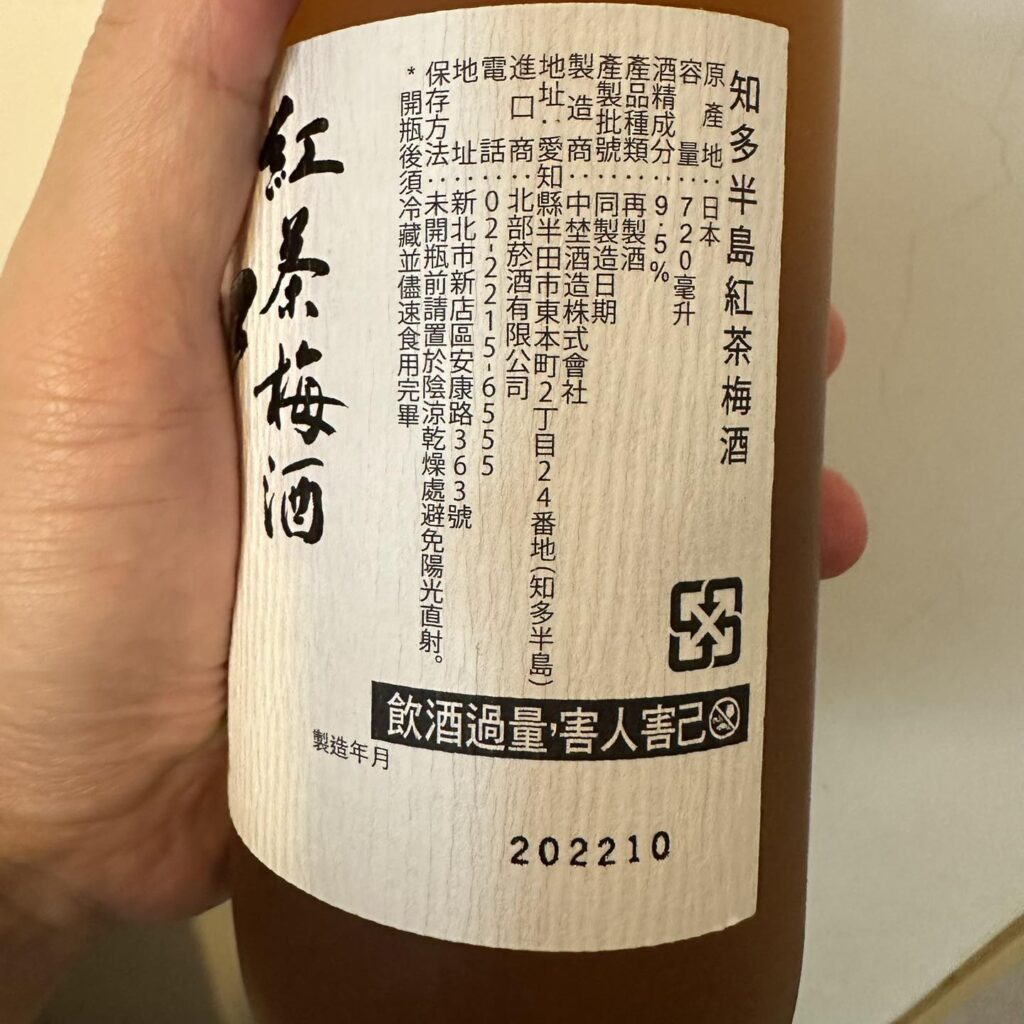 知多半島紅茶梅酒
原產地：日本
容量：720毫升
酒精成分：9.5%
產品種類：再製酒
產製批號：同製造日期
製造商：中埜酒造株式會社
地址：愛知縣半田市東本町2丁目24番地(知多半島)
進口商：北部菸酒有限公司
電話：02-2215-6555
地址：新北市新店區安康路363號
保存方法：未開瓶前請置於陰涼乾燥處避免陽光直射。
*開瓶後須冷藏並儘速食用完畢
紅茶梅酒
飲酒過量，害人害己
製造年月
202210